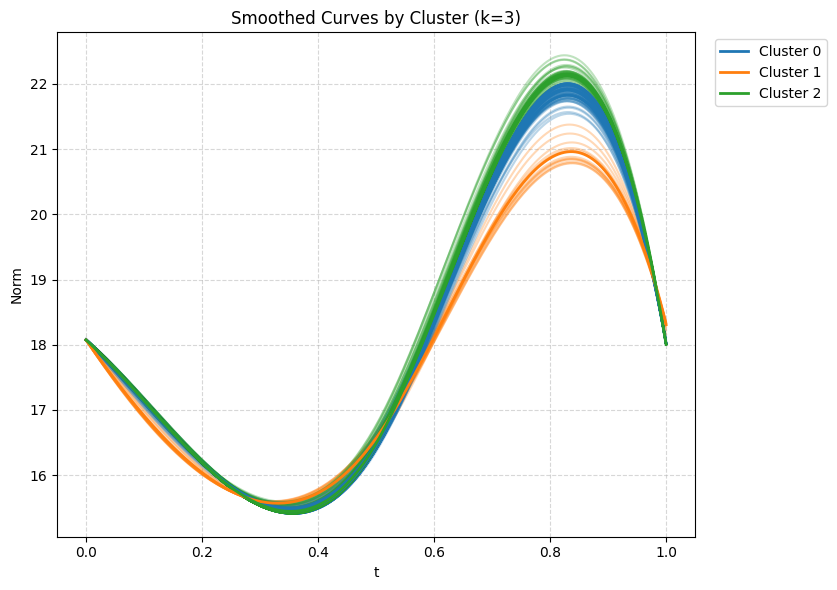 Smoothed Curves by Cluster (k=3)
Cluster 0
Cluster 1
Cluster 2
Norm
22
21
20
19
18
17
16
0.0 0.2 0.4 0.6 0.8 1.0
t